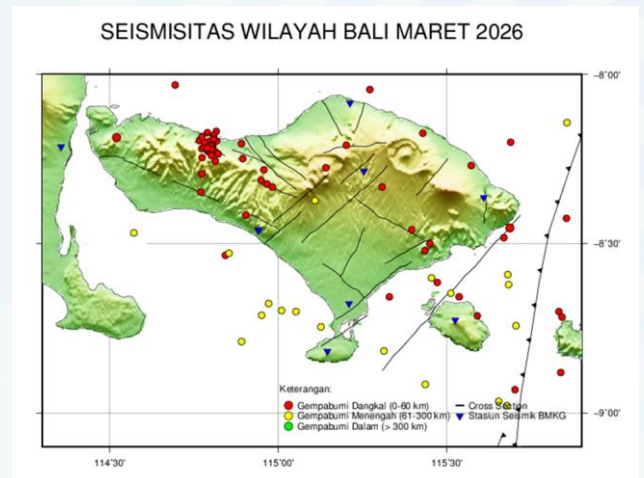 SEISMISITAS WILAYAH BALI MARET 2026
-8°00'
-8°30'
-9°00'
Keterangan:
Gempabumi Dangkal (0-60 km)
Cross Section
Gempabumi Menengah (61-300 km)
Stasiun Seismik BMKG
Gempabumi Dalam (> 300 km)
114°30'
115°00'
115°30'